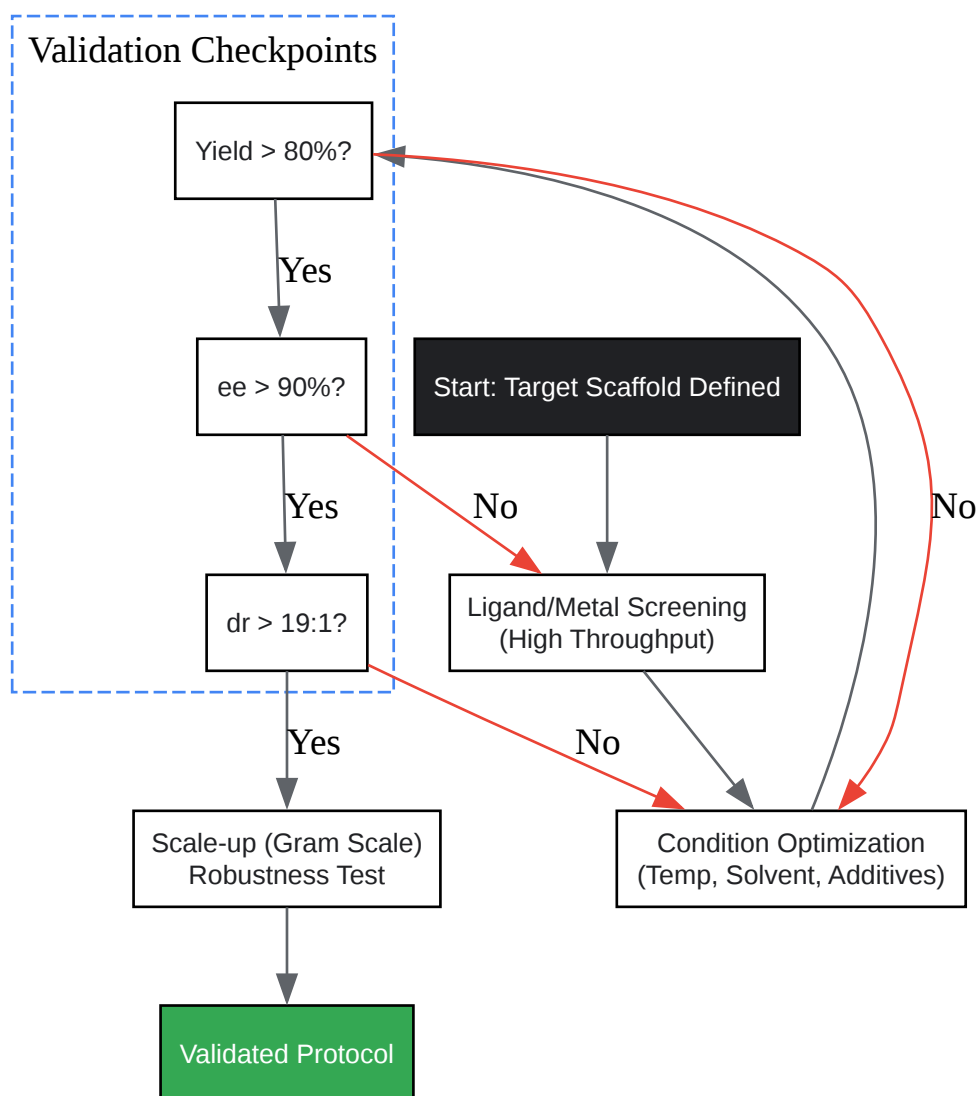 Validation Checkpoints
Yield > 80%?
Yes
ee > 90%?
Start: Target Scaffold Defined
Yes
No
No
dr > 19:1?
Ligand/Metal Screening
(High Throughput)
Yes
No
Scale-up (Gram Scale)
Robustness Test
Condition Optimization
(Temp, Solvent, Additives)
Validated Protocol